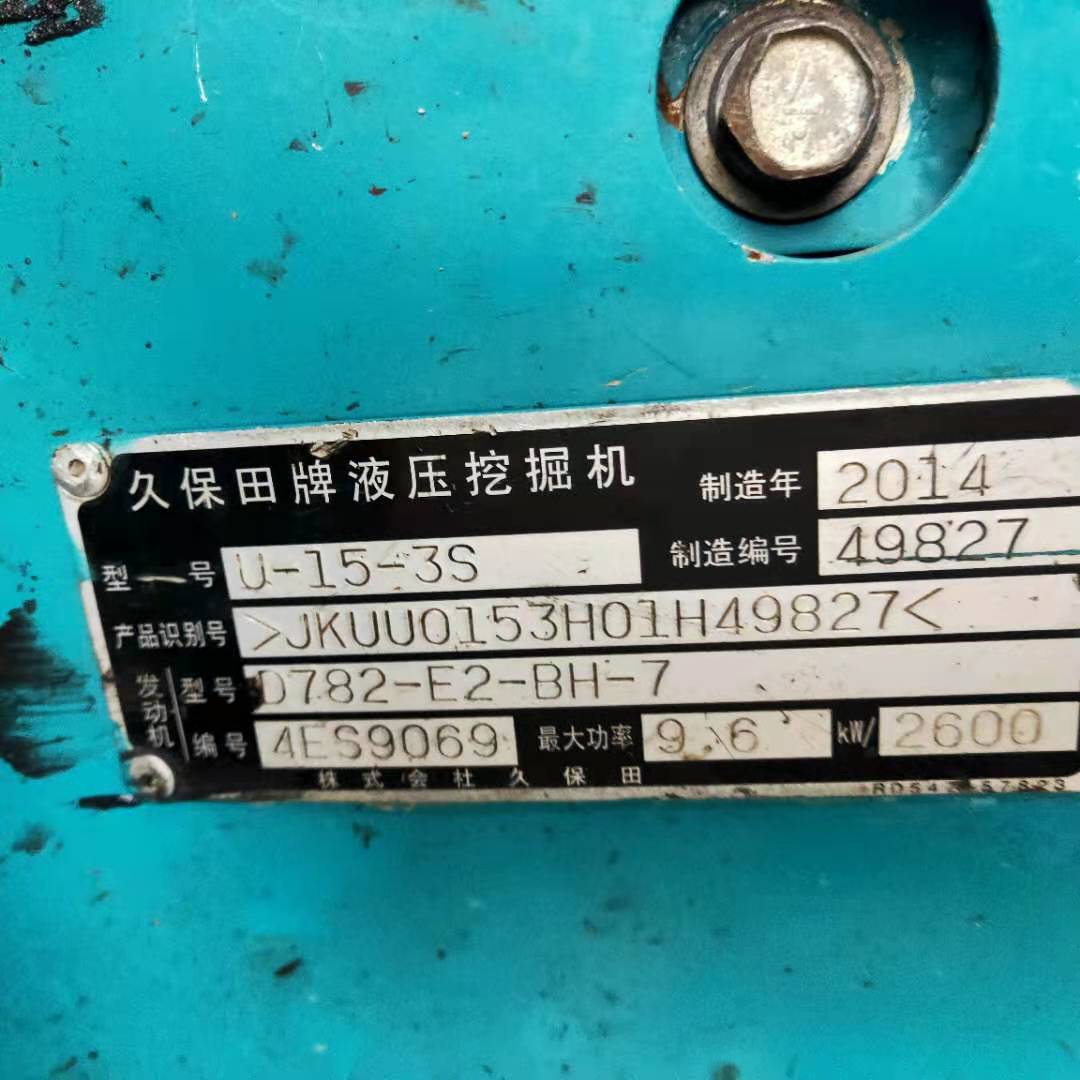 久保田牌液压挖掘机 制造年 2014
型 号 U-15-3S 制造编号 49827
产品识别号 >JKUU0153H01H49827<
发动机 型号 D782-E2-BH-7
编号 4ES9069 最大功率 9.6 kW/ 2600
株式会社久保田